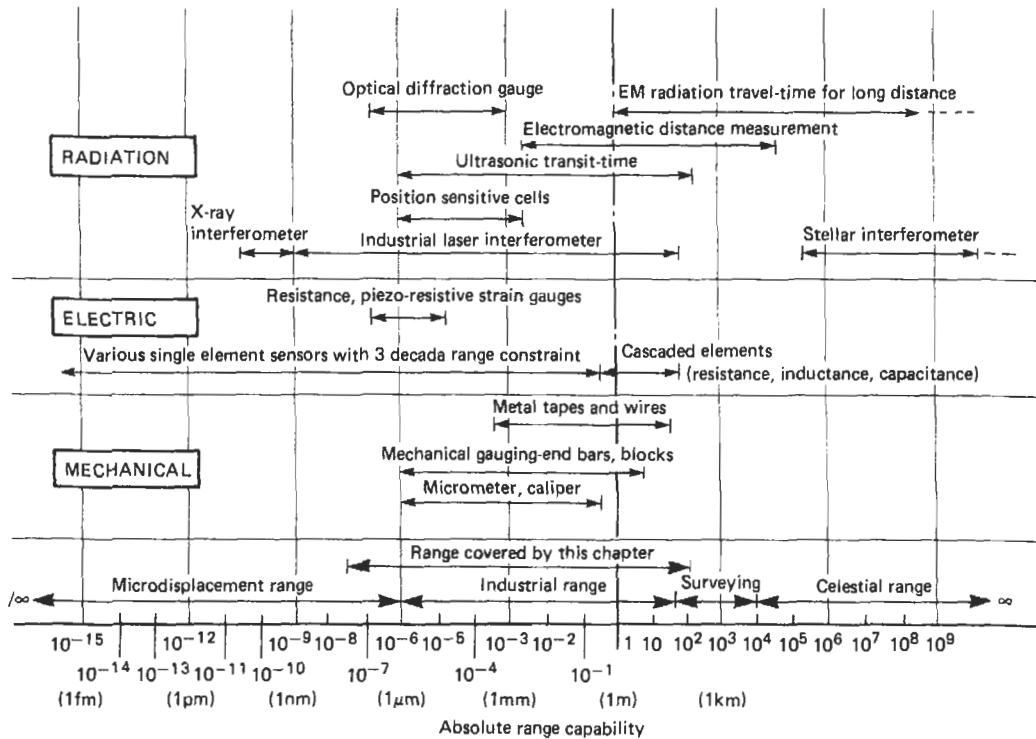 Optical diffraction gauge
EM radiation travel-time for long distance
Electromagnetic distance measurement
RADIATION
Ultrasonic transit-time
Position sensitive cells
X-ray
interferometer
Industrial laser interferometer
Stellar interferometer
Resistance, piezo-resistive strain gauges
ELECTRIC
Various single element sensors with 3 decada range constraint
Cascaded elements
(resistance, inductance, capacitance)
Metal tapes and wires
Mechanical gauging-end bars, blocks
MECHANICAL
Micrometer, caliper
Range covered by this chapter
Microdisplacement range
Industrial range
Surveying
Celestial range
/∞
∞
10⁻¹⁵ 10⁻¹² 10⁻⁹ 10⁻⁸ 10⁻⁶ 10⁻⁵ 10⁻³ 10⁻² 1 10 10² 10³ 10⁴ 10⁵ 10⁶ 10⁷ 10⁸ 10⁹
10⁻¹⁴ 10⁻¹³ 10⁻¹¹ 10⁻¹⁰ 10⁻⁷ 10⁻⁴ 10⁻¹
(1fm) (1pm) (1nm) (1μm) (1mm) (1m) (1km)
Absolute range capability